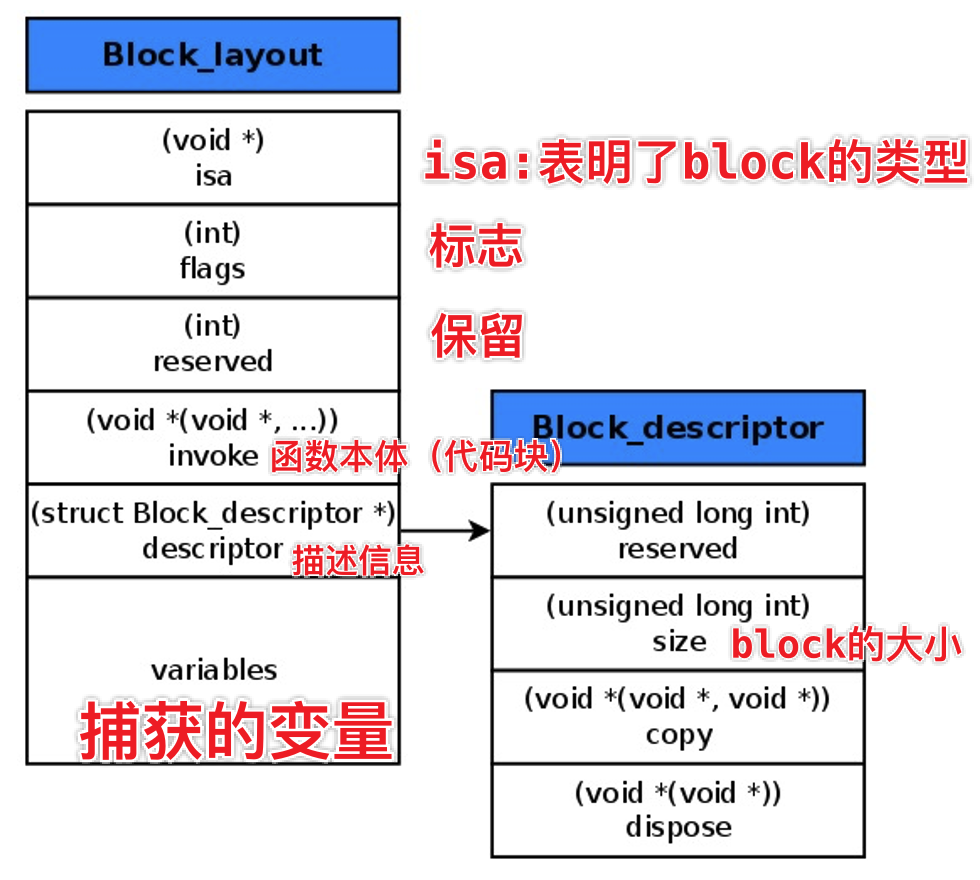 Block_layout
(void *)
isa
isa:表明了block的类型
(int)
flags
标志
(int)
reserved
保留
(void *(void *, ...))
invoke
函数本体（代码块）
(struct Block_descriptor *)
descriptor
描述信息
variables
捕获的变量
Block_descriptor
(unsigned long int)
reserved
(unsigned long int)
size
block的大小
(void *(void *, void *))
copy
(void *(void *))
dispose